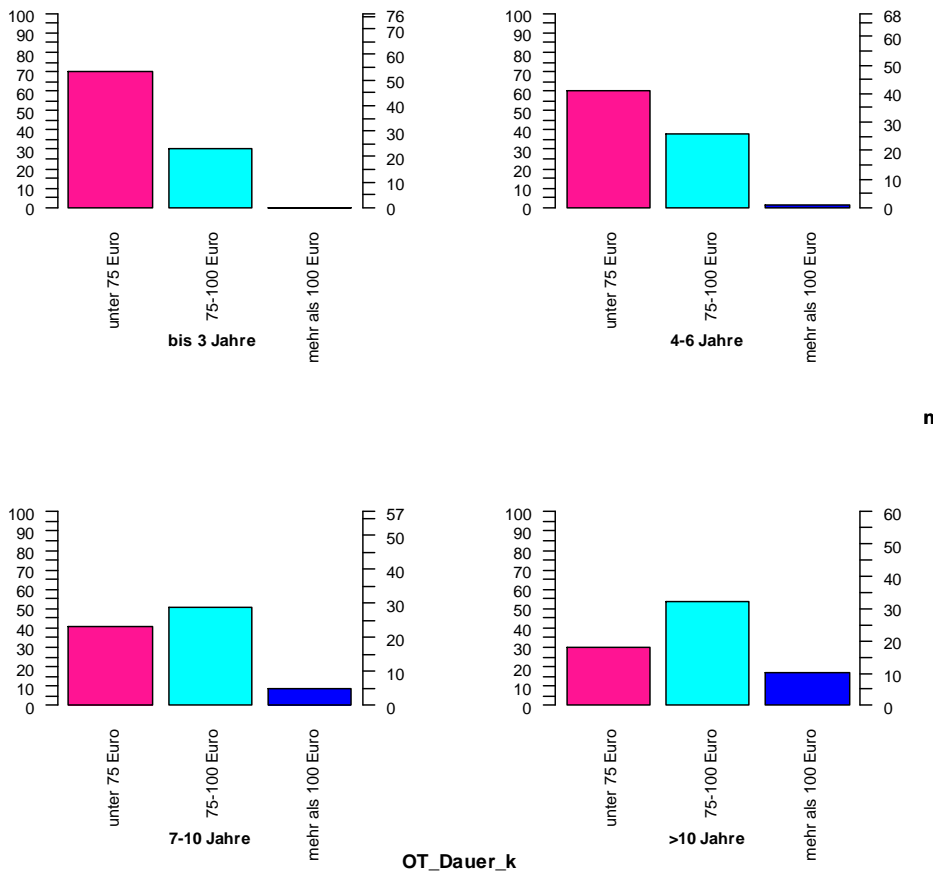 100 90 80 70 60 50 40 30 20 10 0
76 70 60 50 40 30 20 10 0
unter 75 Euro
75-100 Euro
mehr als 100 Euro
bis 3 Jahre
100 90 80 70 60 50 40 30 20 10 0
68 60 50 40 30 20 10 0
unter 75 Euro
75-100 Euro
mehr als 100 Euro
4-6 Jahre
100 90 80 70 60 50 40 30 20 10 0
57 50 40 30 20 10 0
unter 75 Euro
75-100 Euro
mehr als 100 Euro
7-10 Jahre
100 90 80 70 60 50 40 30 20 10 0
60 50 40 30 20 10 0
unter 75 Euro
75-100 Euro
mehr als 100 Euro
>10 Jahre
OT_Dauer_k